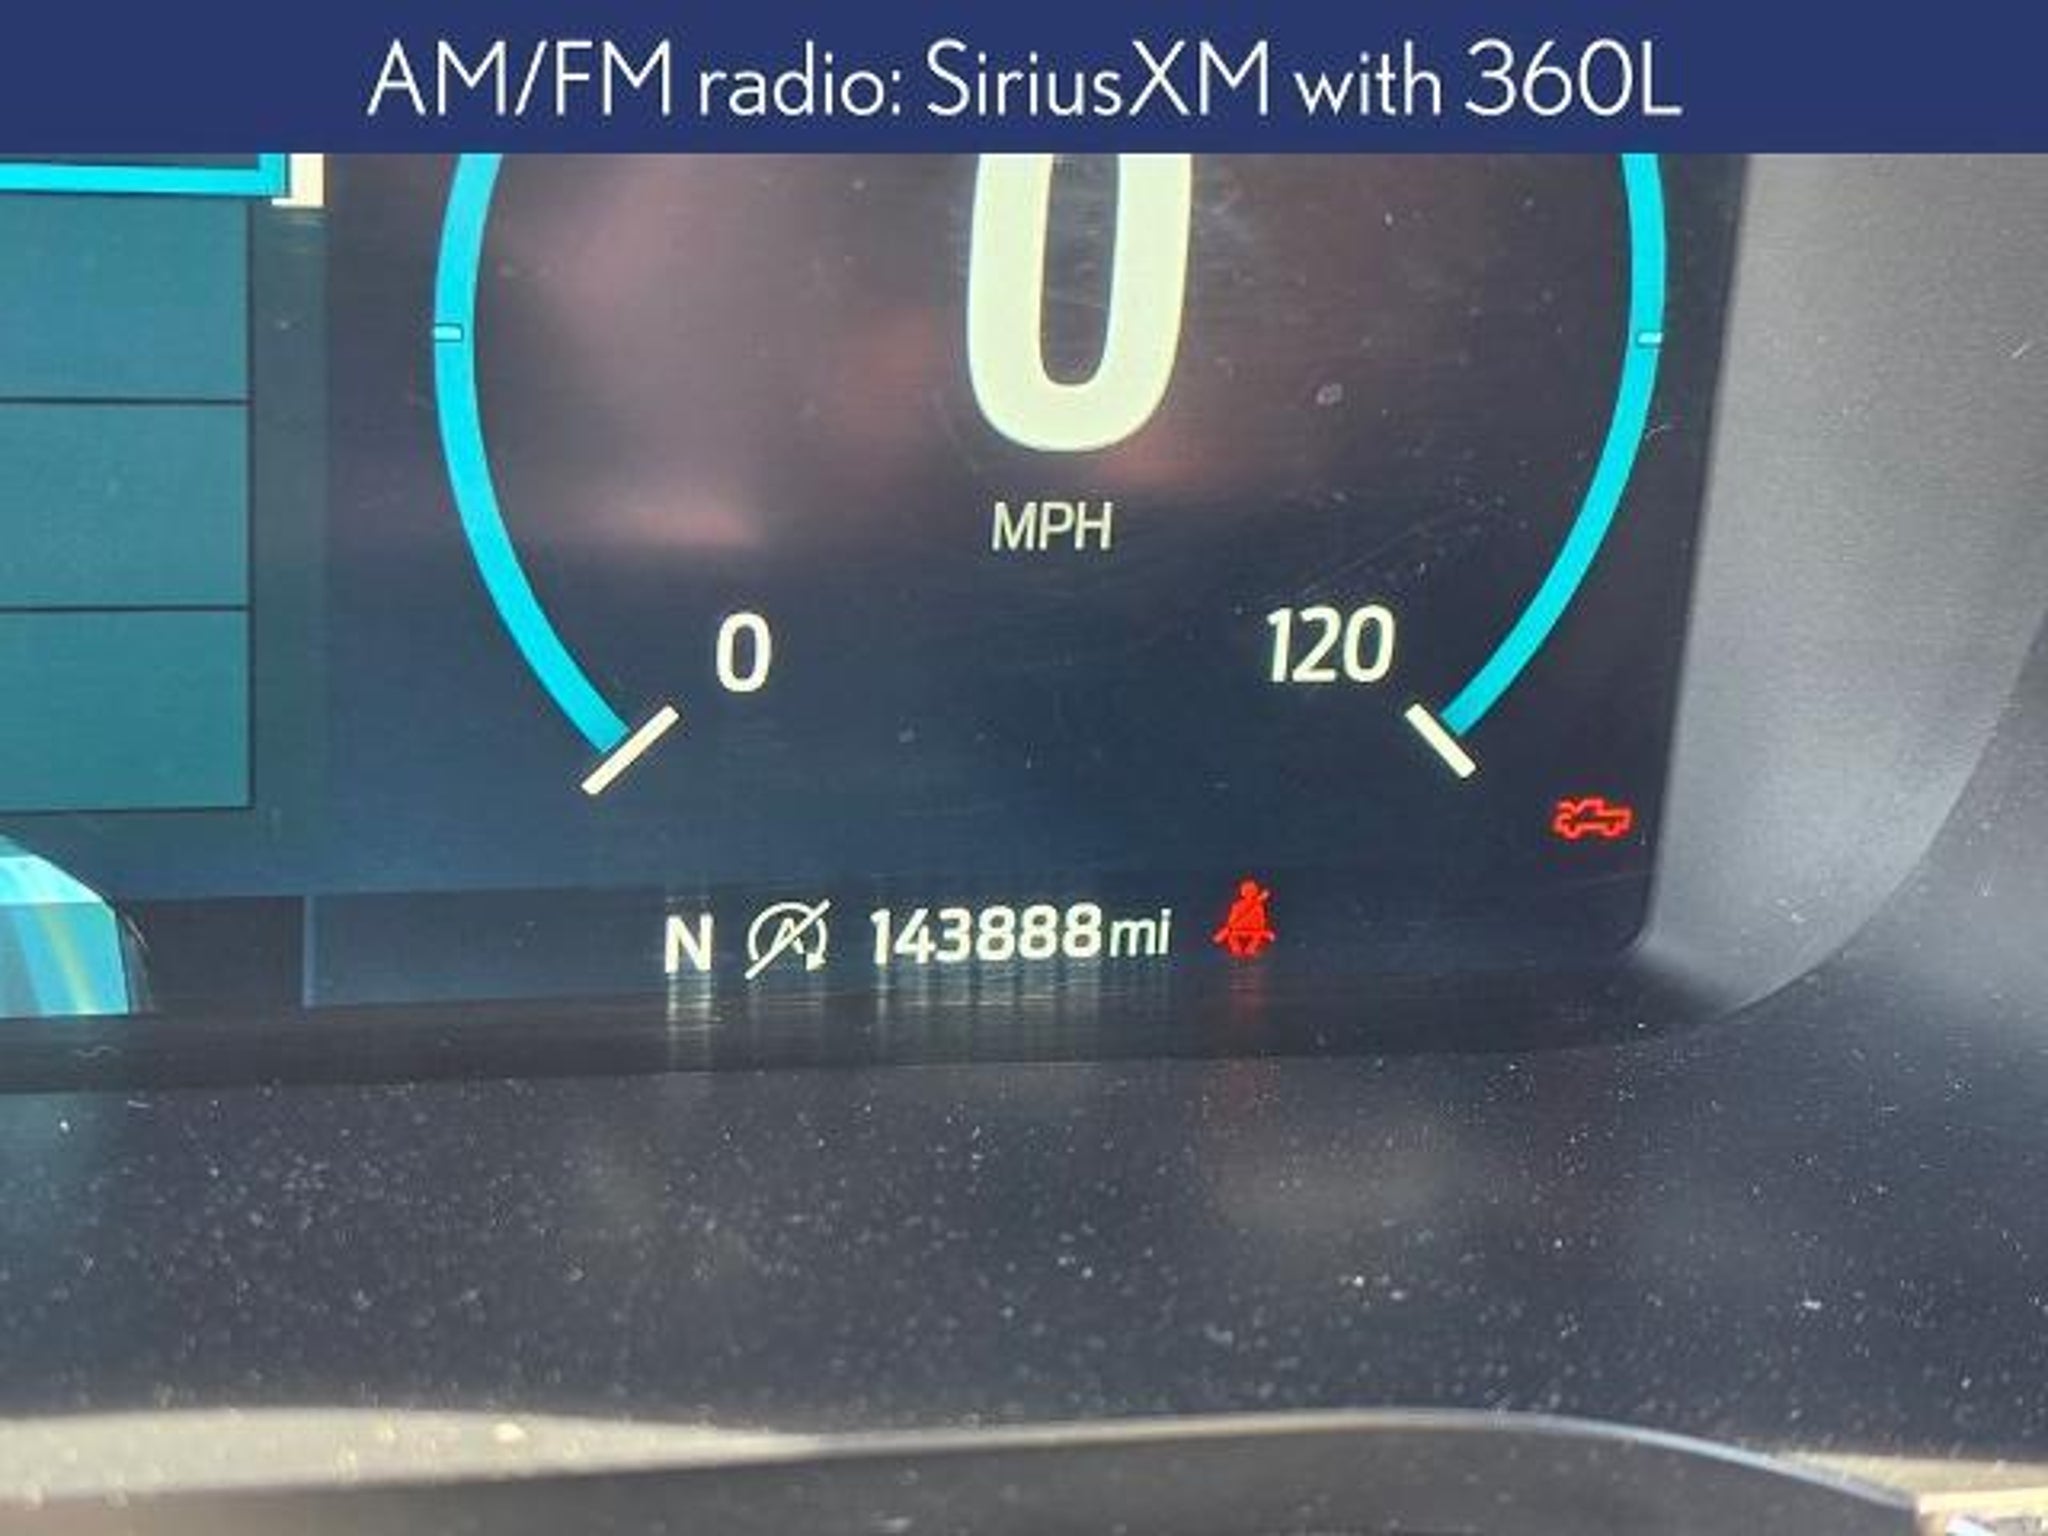 AM/FM radio: SiriusXM with 360L
0
MPH
0 120
N A 143888mi